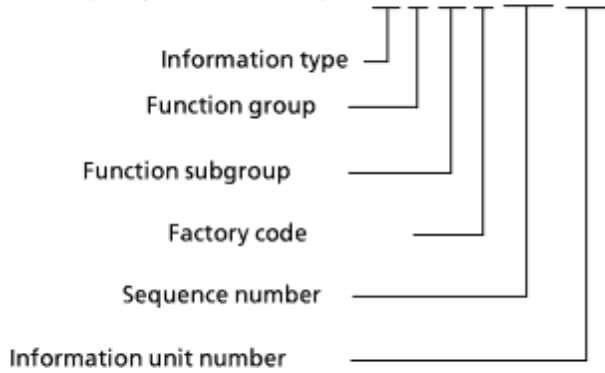 Information type
Function group
Function subgroup
Factory code
Sequence number
Information unit number